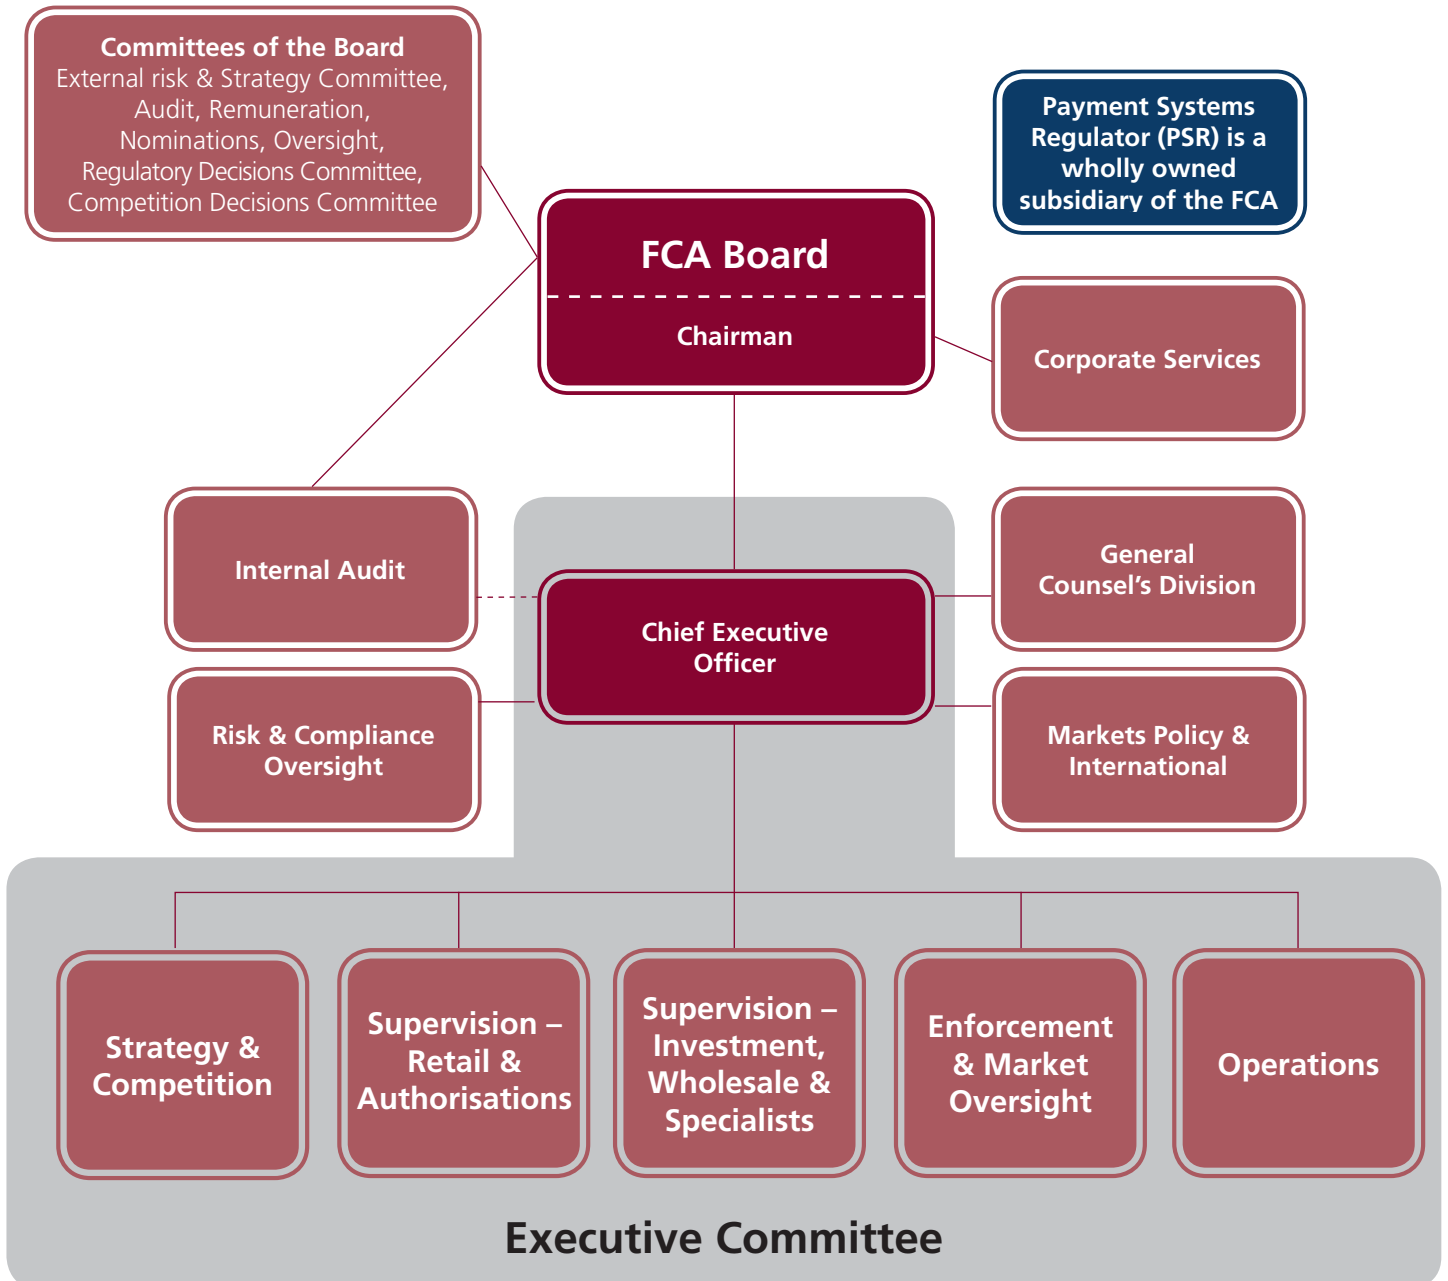 Committees of the Board
External risk & Strategy Committee,
Audit, Remuneration,
Nominations, Oversight,
Regulatory Decisions Committee,
Competition Decisions Committee
Payment Systems
Regulator (PSR) is a
wholly owned
subsidiary of the FCA
FCA Board
Chairman
Corporate Services
Internal Audit
Chief Executive
Officer
General
Counsel’s Division
Risk & Compliance
Oversight
Markets Policy &
International
Strategy &
Competition
Supervision –
Retail &
Authorisations
Supervision –
Investment,
Wholesale &
Specialists
Enforcement
& Market
Oversight
Operations
Executive Committee